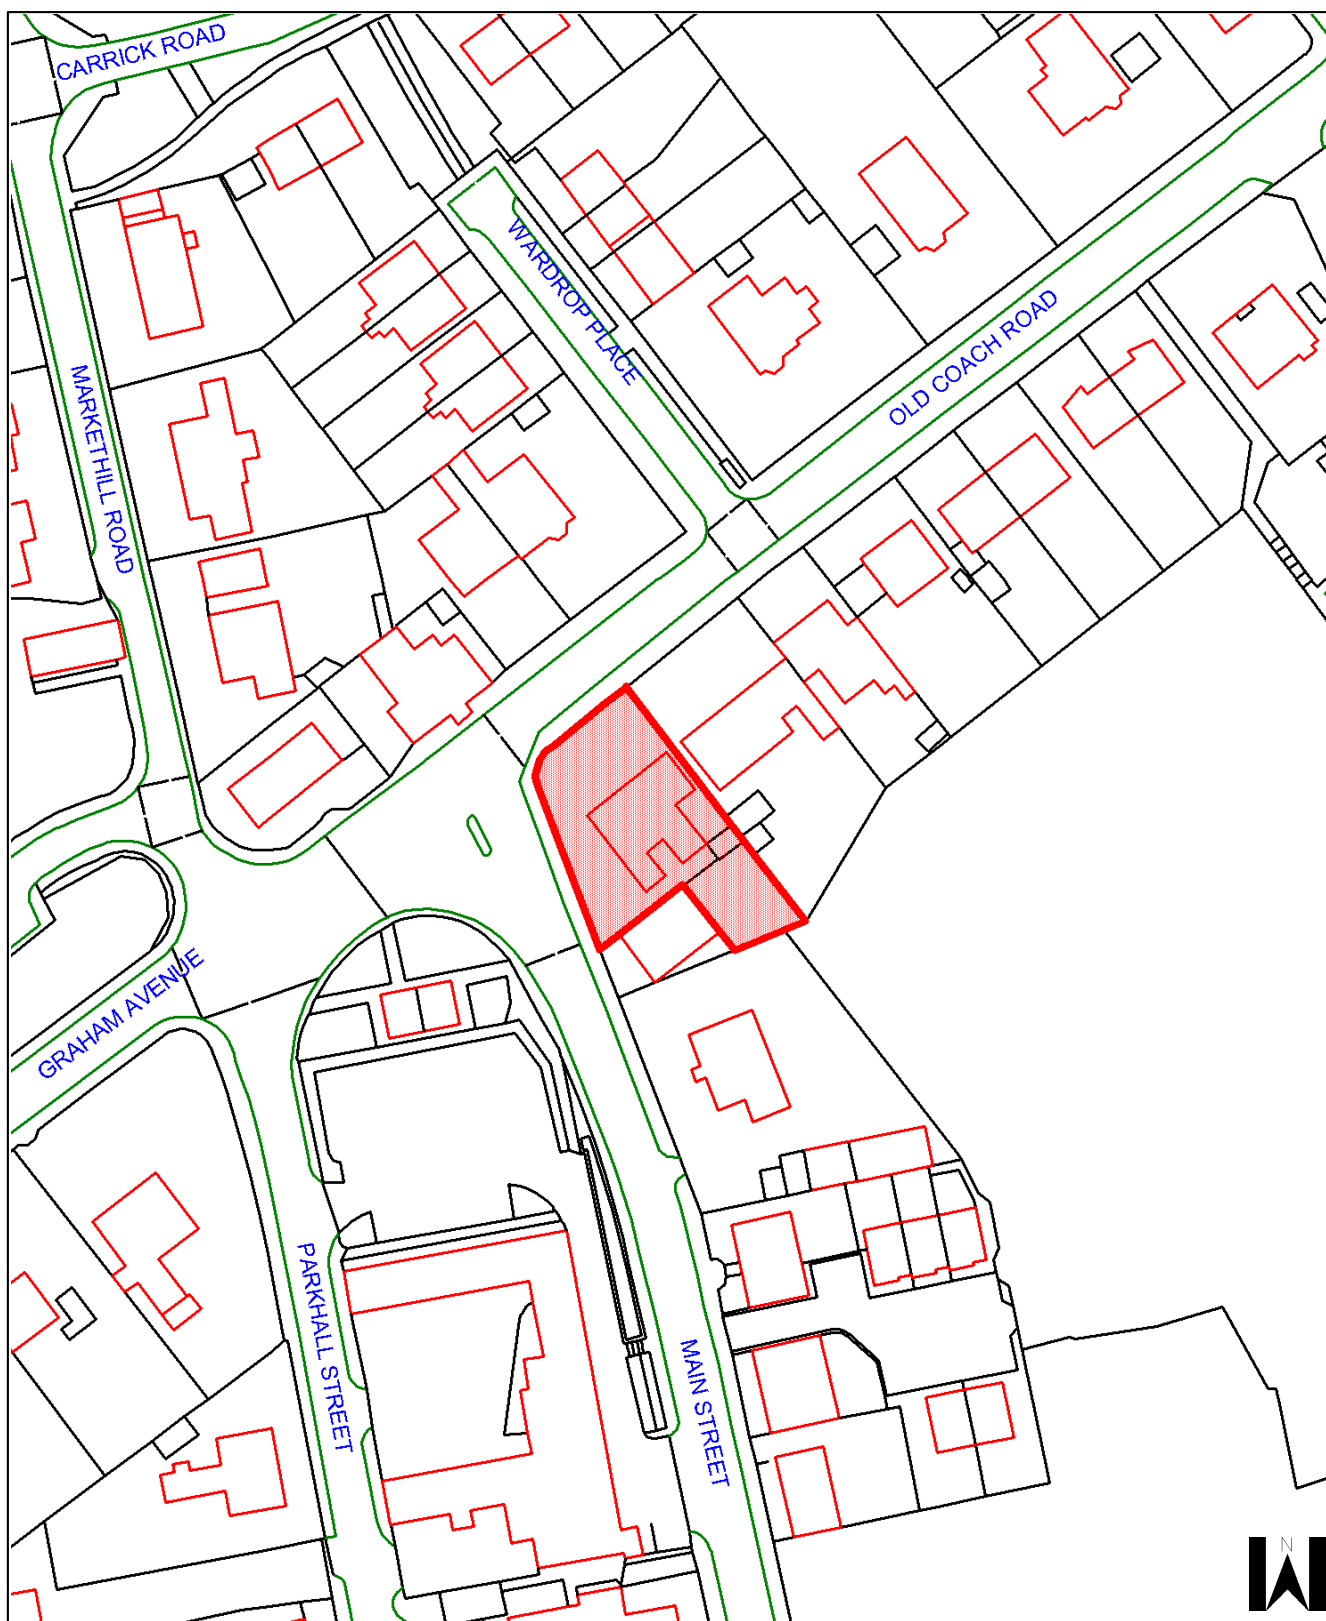 CARRICK ROAD
WARDROP PLACE
OLD COACH ROAD
MARKETHILL ROAD
GRAHAM AVENUE
PARKHALL STREET
MAIN STREET
N